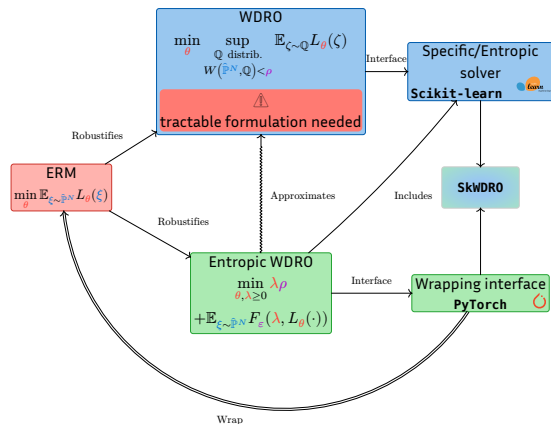 WDRO
min sup 𝔼_{ζ∼ℚ} L_θ(ζ)
θ ℚ distrib.
W(ℙ̂^N,ℚ)<ρ
tractable formulation needed
Interface
Specific/Entropic
solver
Scikit-learn
learn
Robustifies
ERM
min 𝔼_{ξ∼ℙ̂^N} L_θ(ξ)
θ
Approximates
Includes
SkWDRO
Robustifies
Entropic WDRO
min λρ
θ,λ≥0
+𝔼_{ξ∼ℙ̂^N} F_ε(λ, L_θ(·))
Interface
Wrapping interface
PyTorch
Wrap